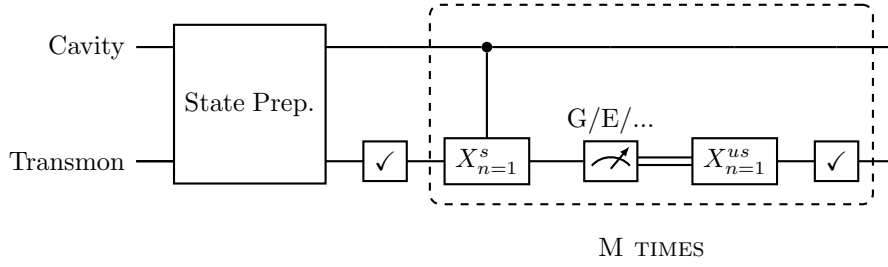 Cavity
State Prep.
G/E/...
Transmon
✓
X^s_{n=1}
X^{us}_{n=1}
✓
M TIMES